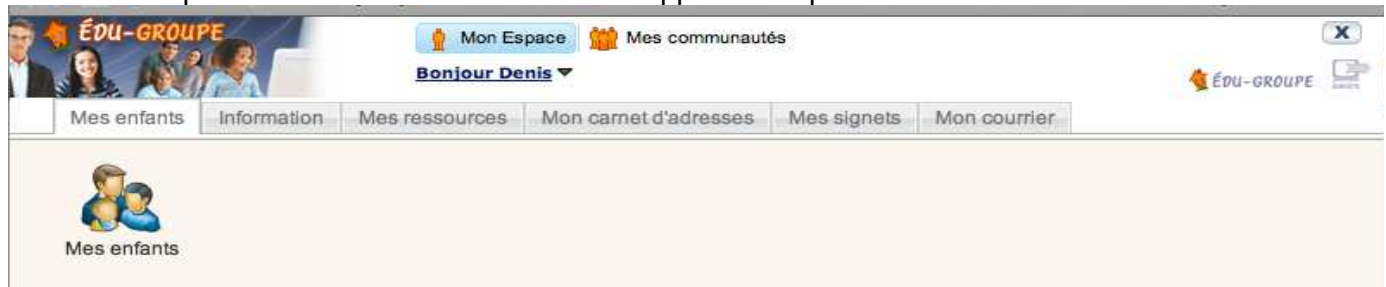 ÉDU-GROUPE
Mon Espace Mes communautés X
Bonjour Denis
ÉDU-GROUPE
Mes enfants Information Mes ressources Mon carnet d'adresses Mes signets Mon courrier
Mes enfants